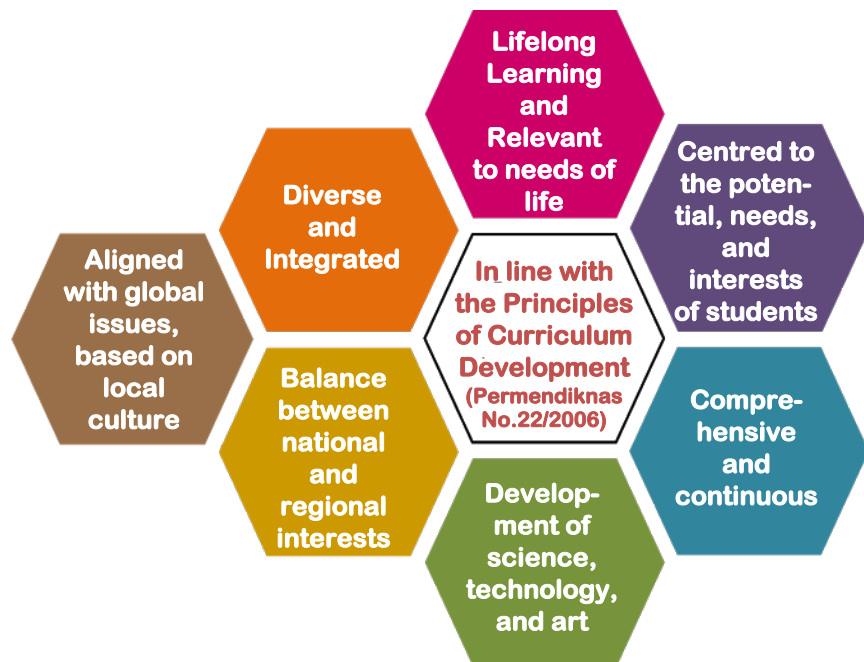 Lifelong
Learning
and
Relevant
to needs of
life
Centred to
the poten-
tial, needs,
and
interests
of students
Diverse
and
Integrated
Aligned
with global
issues,
based on
local
culture
In line with
the Principles
of Curriculum
Development
(Permendiknas
No.22/2006)
Balance
between
national
and
regional
interests
Compre-
hensive
and
continuous
Develop-
ment of
science,
technology,
and art